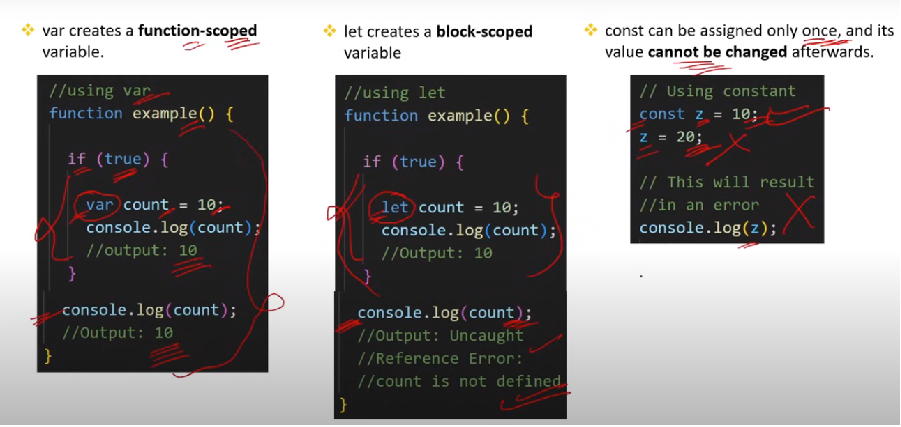 var creates a function-scoped
variable.
//using var
function example() {
if (true) {
var count = 10;
console.log(count);
//output: 10
}
console.log(count);
//Output: 10
}
let creates a block-scoped
variable
//using let
function example() {
if (true) {
let count = 10;
console.log(count);
//Output: 10
}
console.log(count);
//Output: Uncaught
//Reference Error:
//count is not defined
}
const can be assigned only once, and its
value cannot be changed afterwards.
// Using constant
const z = 10;
z = 20;
// This will result
//in an error
console.log(z);